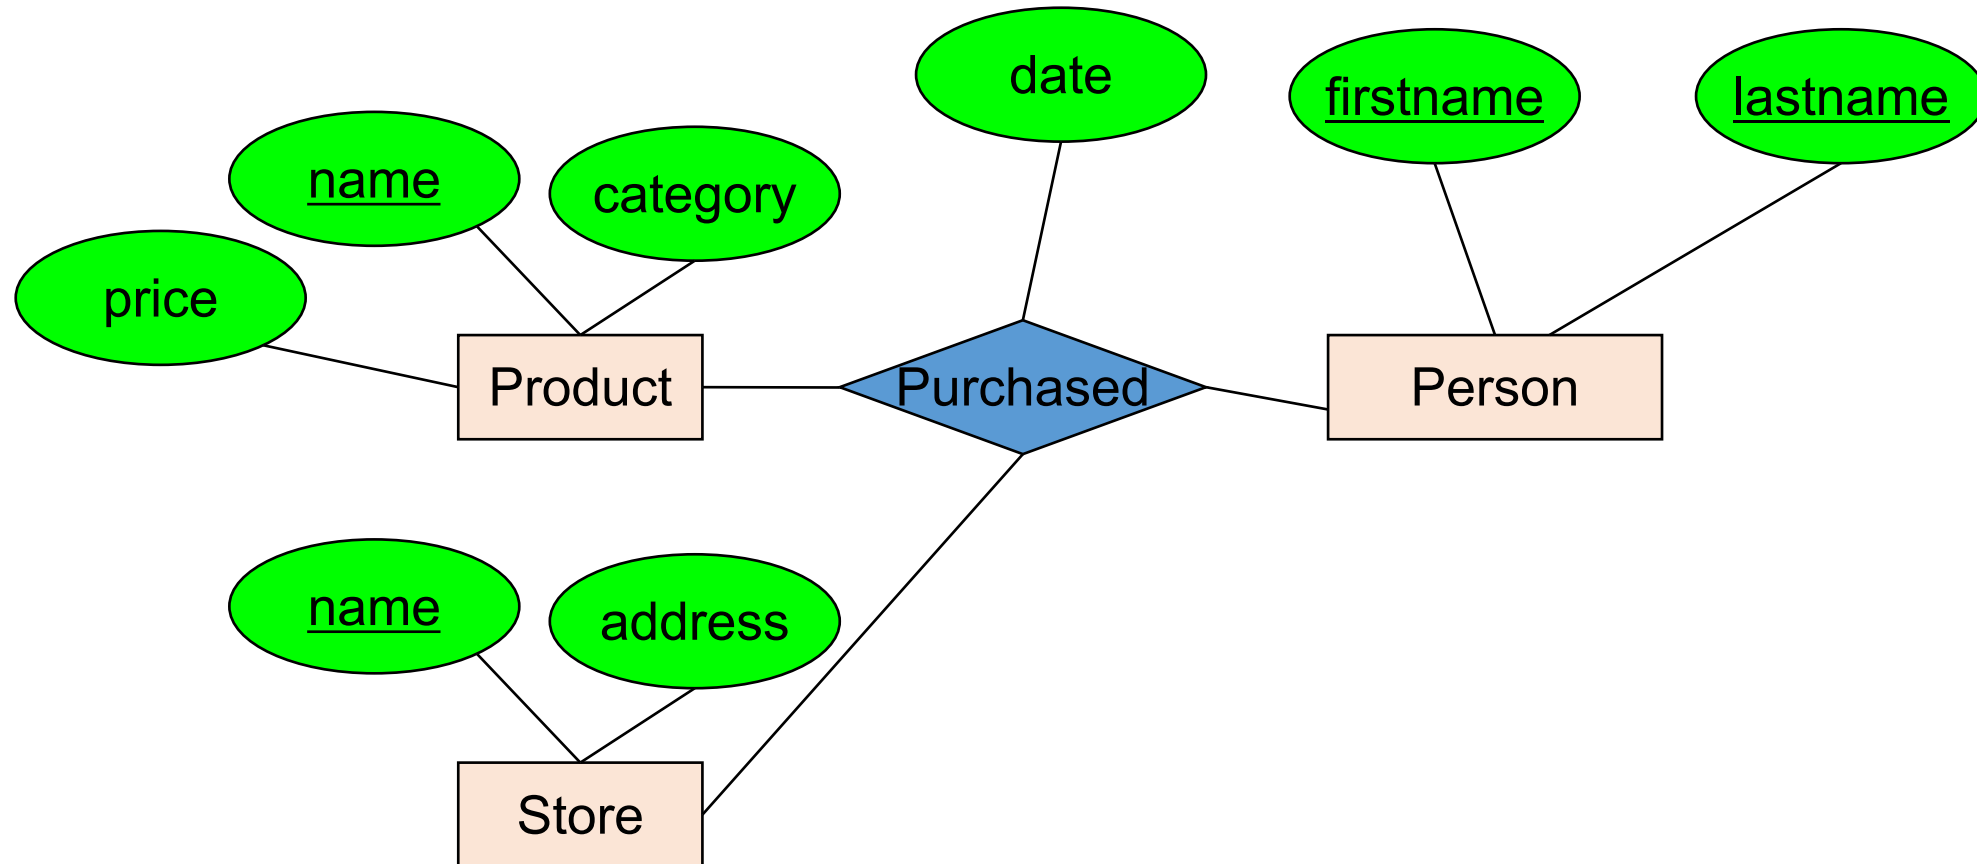 date
firstname
lastname
name
category
price
Product
Purchased
Person
name
address
Store